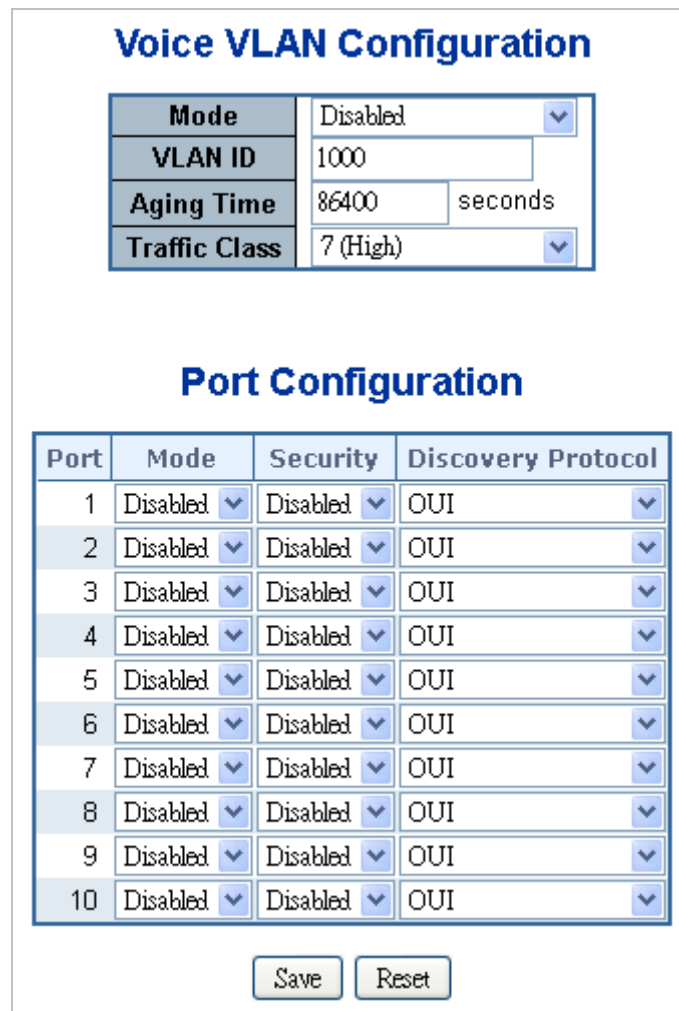 Voice VLAN Configuration
Mode Disabled
VLAN ID 1000
Aging Time 86400 seconds
Traffic Class 7 (High)
Port Configuration
Port Mode Security Discovery Protocol
1 Disabled Disabled OUI
2 Disabled Disabled OUI
3 Disabled Disabled OUI
4 Disabled Disabled OUI
5 Disabled Disabled OUI
6 Disabled Disabled OUI
7 Disabled Disabled OUI
8 Disabled Disabled OUI
9 Disabled Disabled OUI
10 Disabled Disabled OUI
Save Reset